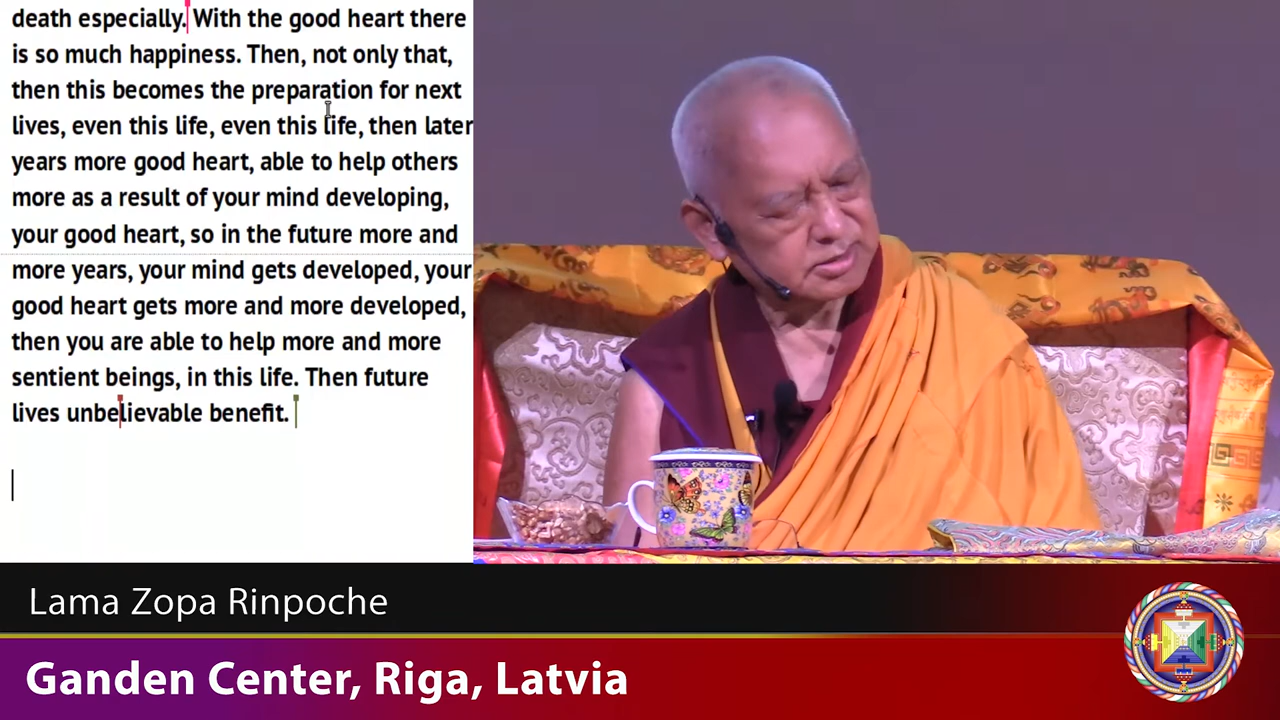 death especially. With the good heart there
is so much happiness. Then, not only that,
then this becomes the preparation for next
lives, even this life, even this life, then later
years more good heart, able to help others
more as a result of your mind developing,
your good heart, so in the future more and
more years, your mind gets developed, your
good heart gets more and more developed,
then you are able to help more and more
sentient beings, in this life. Then future
lives unbelievable benefit.
Lama Zopa Rinpoche
Ganden Center, Riga, Latvia